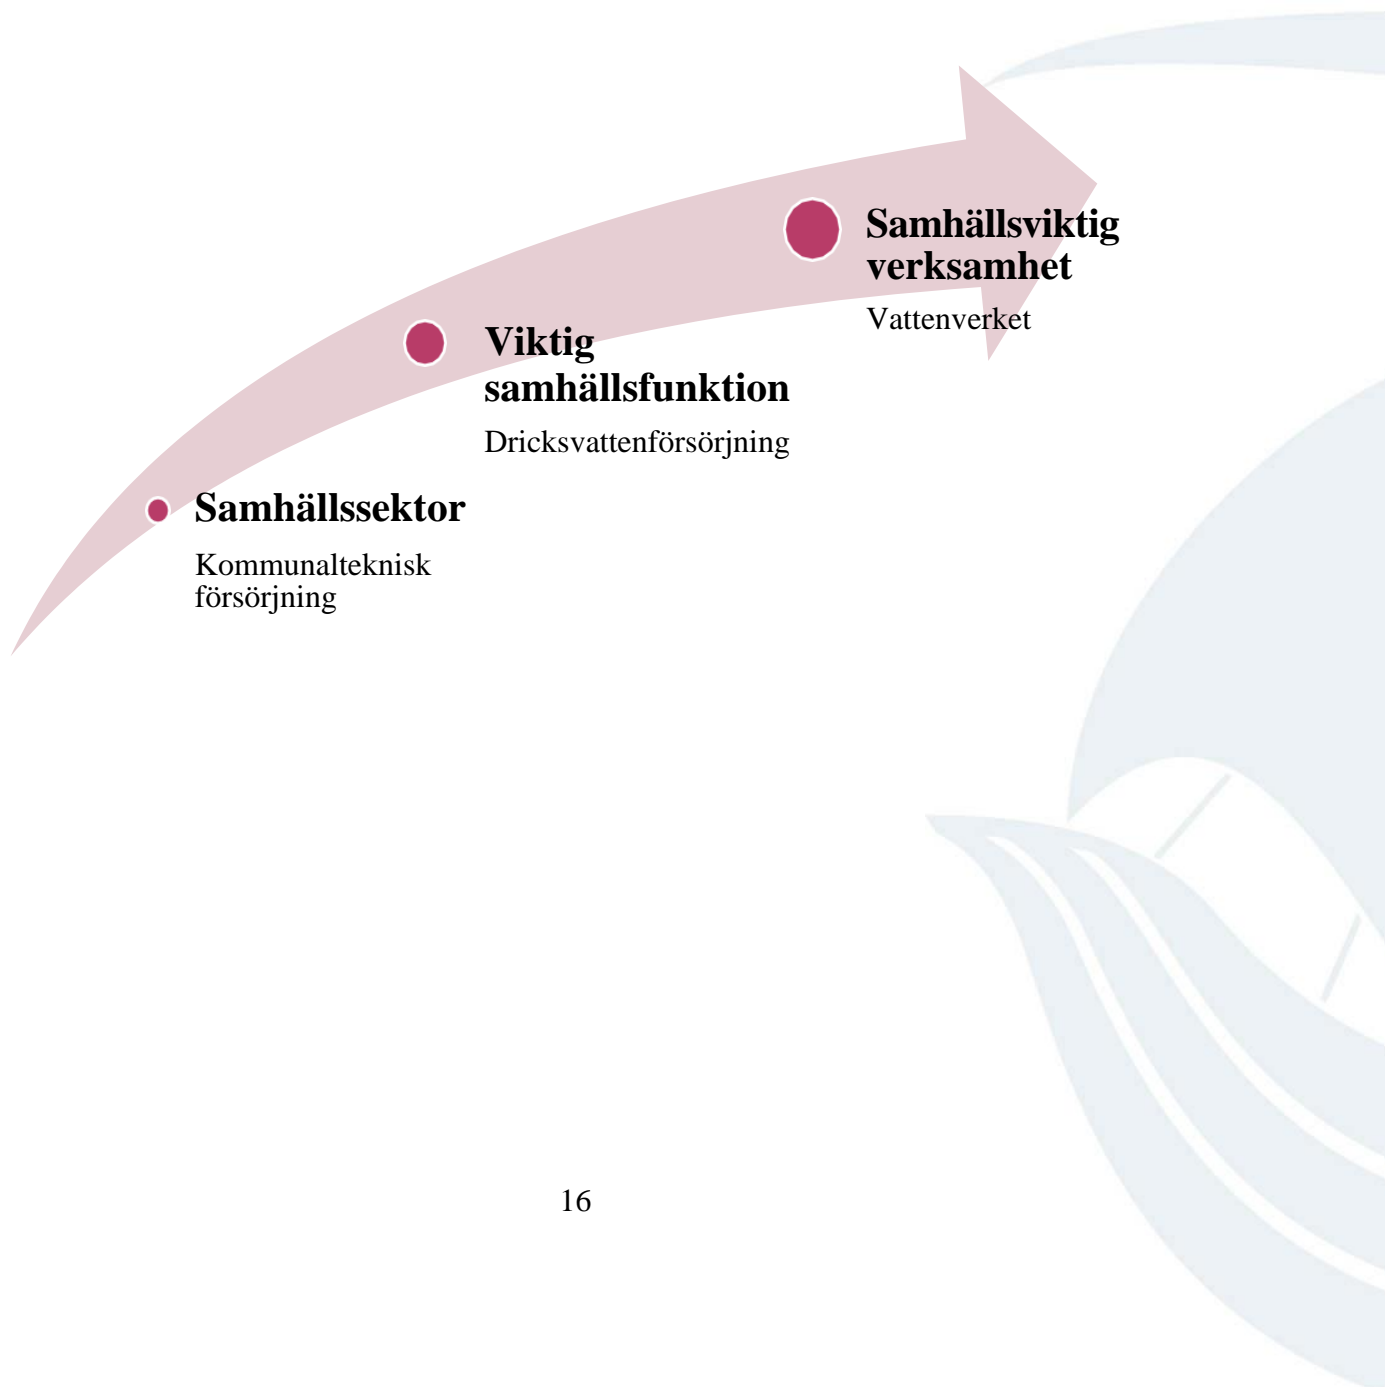 Samhällsviktig
verksamhet
Vattenverket
Viktig
samhällsfunktion
Dricksvattenförsörjning
Samhällssektor
Kommunalteknisk
försörjning
16